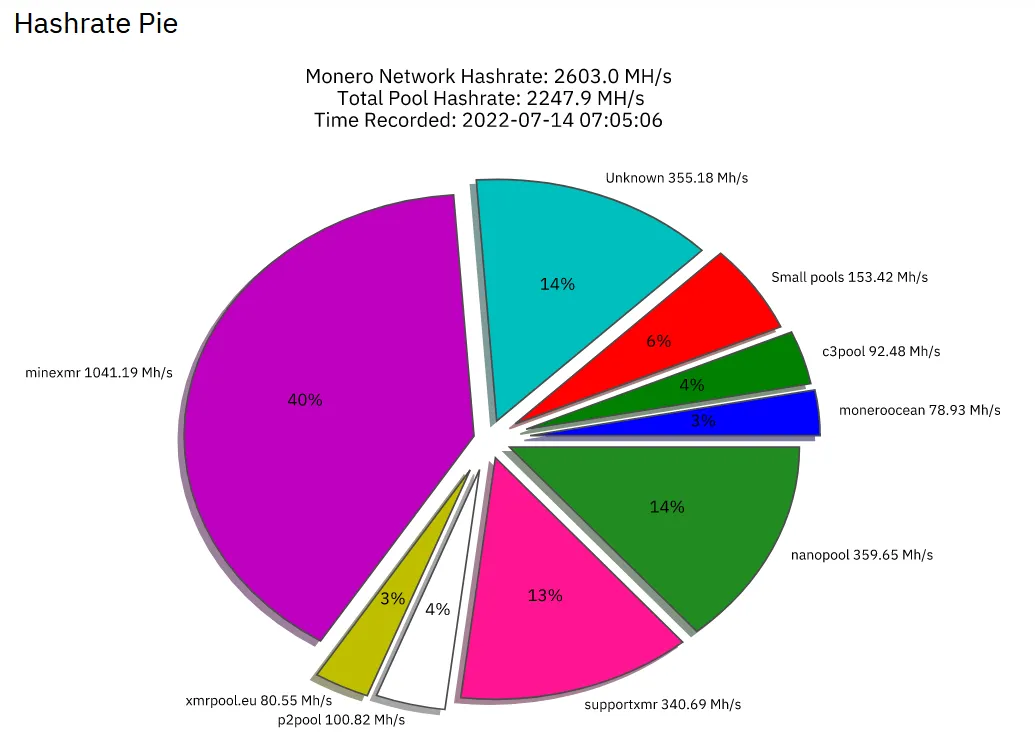 Hashrate Pie
Monero Network Hashrate: 2603.0 MH/s
Total Pool Hashrate: 2247.9 MH/s
Time Recorded: 2022-07-14 07:05:06
Unknown 355.18 Mh/s
14%
Small pools 153.42 Mh/s
6%
c3pool 92.48 Mh/s
4%
moneroocean 78.93 Mh/s
3%
minexmr 1041.19 Mh/s
40%
14%
nanopool 359.65 Mh/s
13%
supportxmr 340.69 Mh/s
4%
p2pool 100.82 Mh/s
3%
xmrpool.eu 80.55 Mh/s